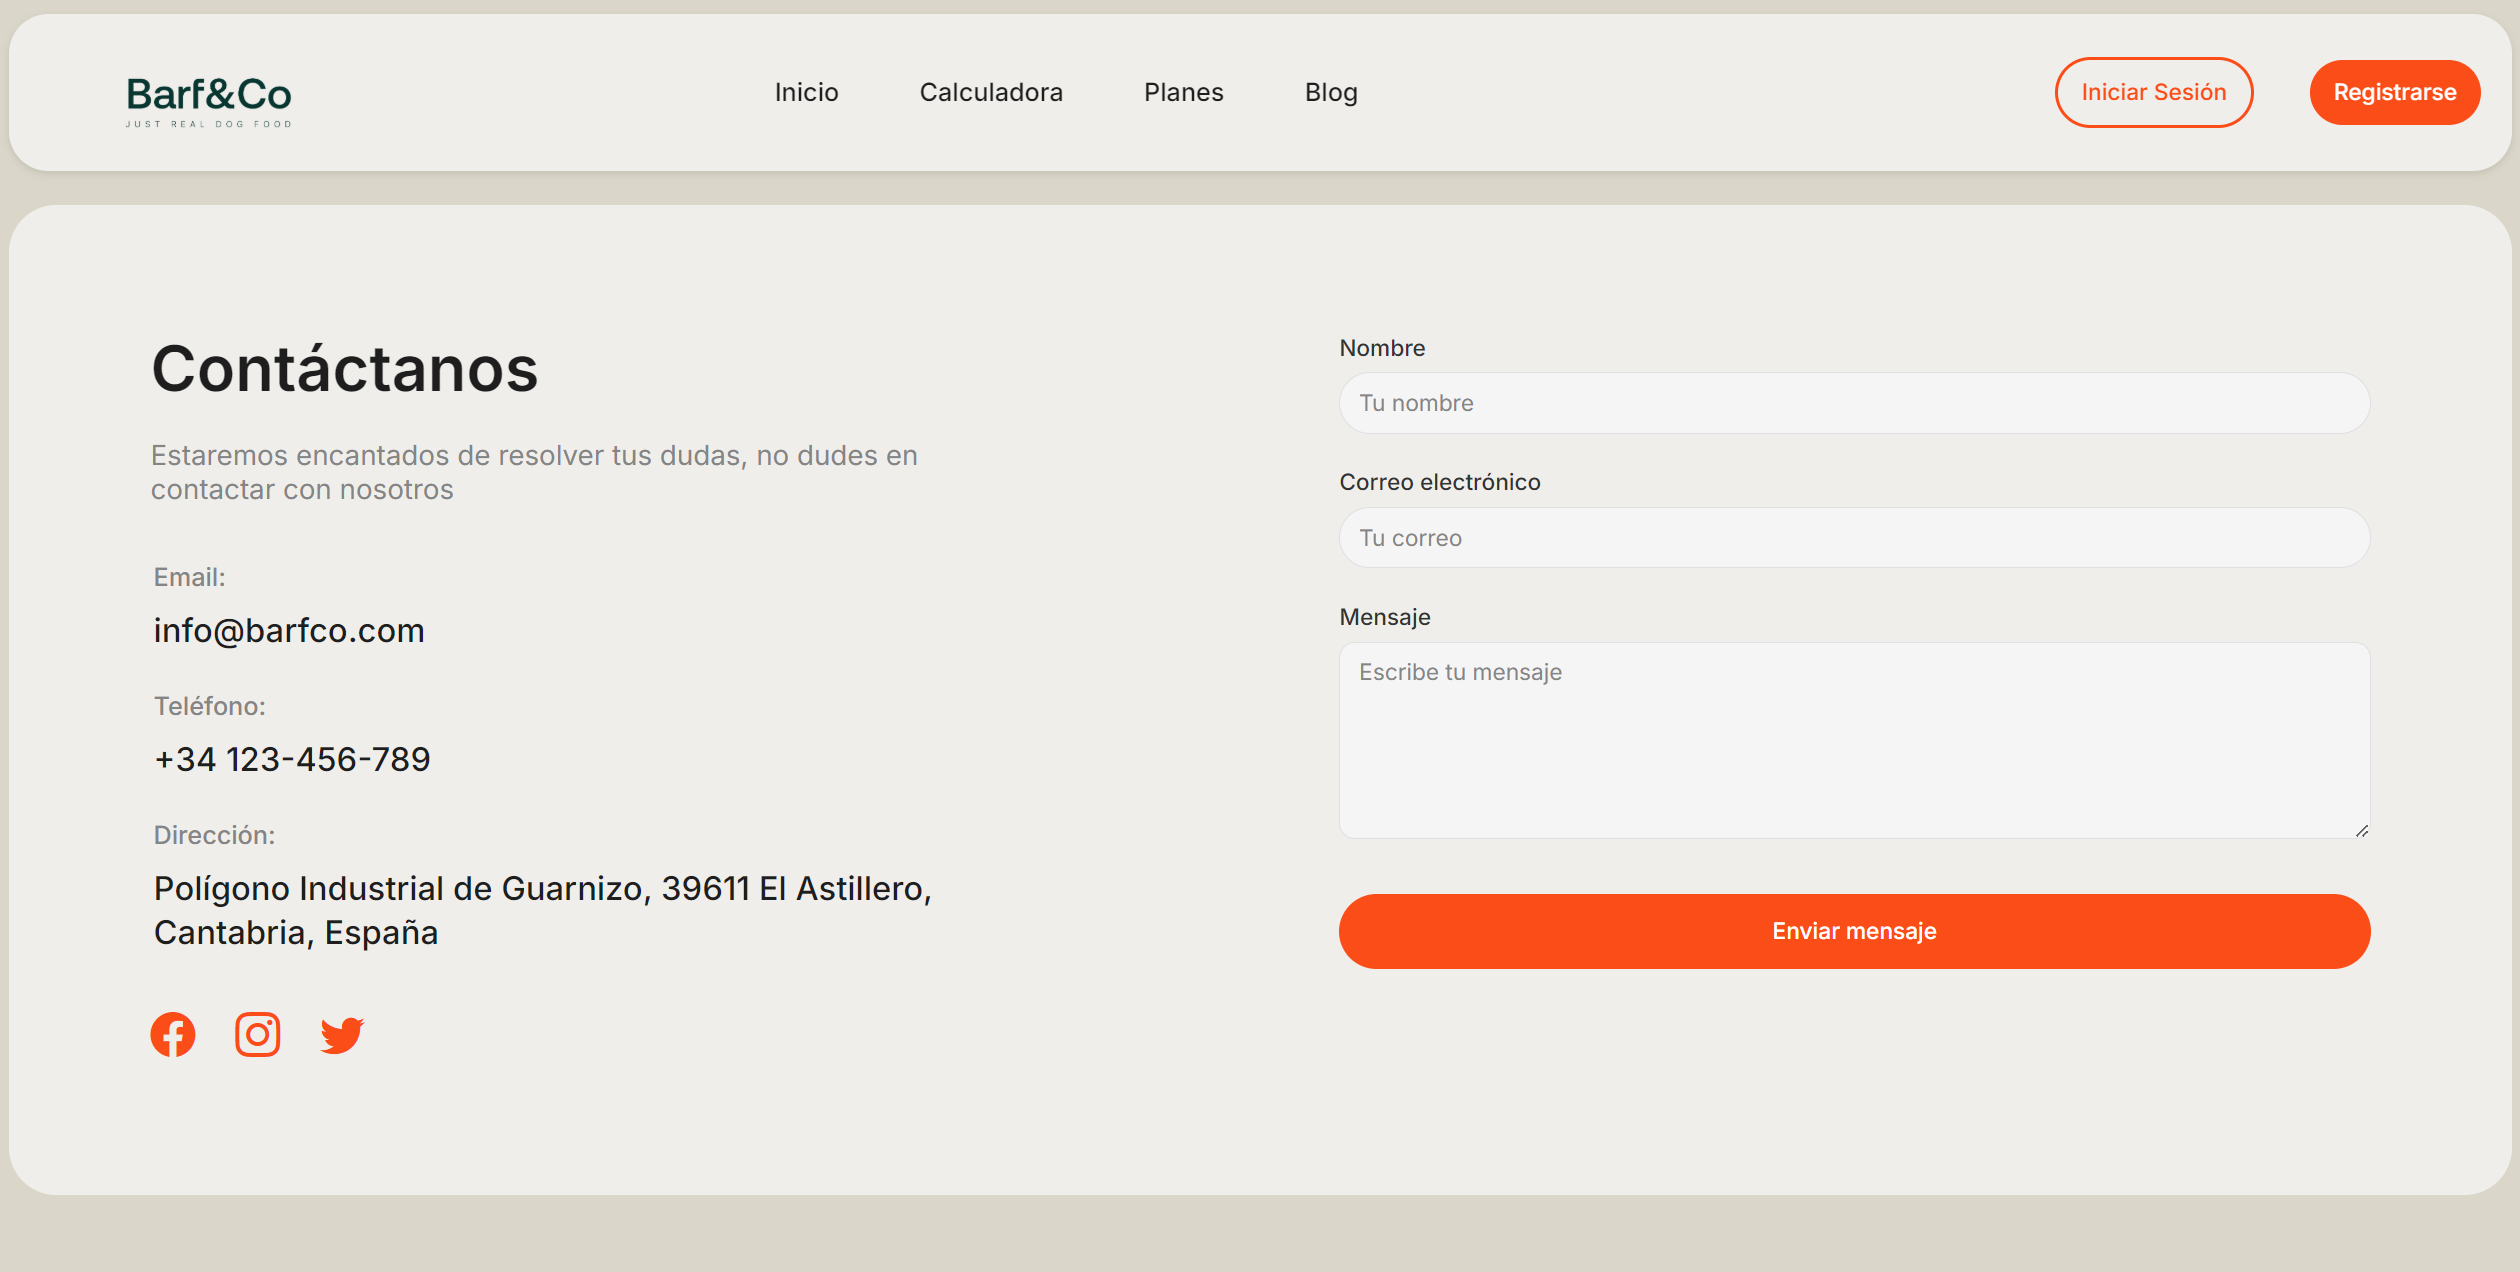 Barf&Co
JUST REAL DOG FOOD
Inicio
Calculadora
Planes
Blog
Iniciar Sesión
Registrarse
Contáctanos
Estaremos encantados de resolver tus dudas, no dudes en
contactar con nosotros
Email:
info@barfco.com
Teléfono:
+34 123-456-789
Dirección:
Polígono Industrial de Guarnizo, 39611 El Astillero,
Cantabria, España
Nombre
Tu nombre
Correo electrónico
Tu correo
Mensaje
Escribe tu mensaje
Enviar mensaje